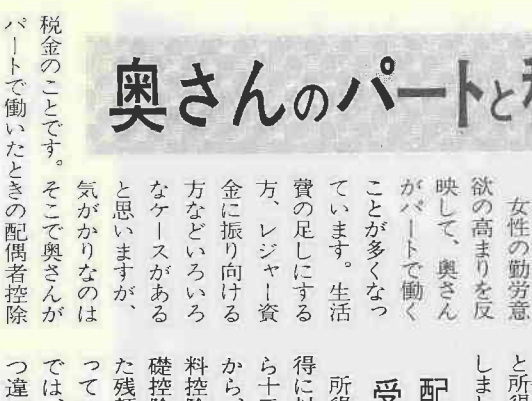 奥さんのパートと
女性の勤労意
欲の高まりを反
映して、奥さん
がパートで働く
ことが多くなっ
ています。生活
費の足しにする
方、レジャー資
金に振り向ける
方などいろいろ
なケースがある
と思いますが、
気がかりなのは
税金のことです。そこで奥さんが
パートで働いたときの配偶者控除
と所
しまし
配
受
所得
得に
ら十
から、
料控除
礎控除
た残
って
では、
つ違